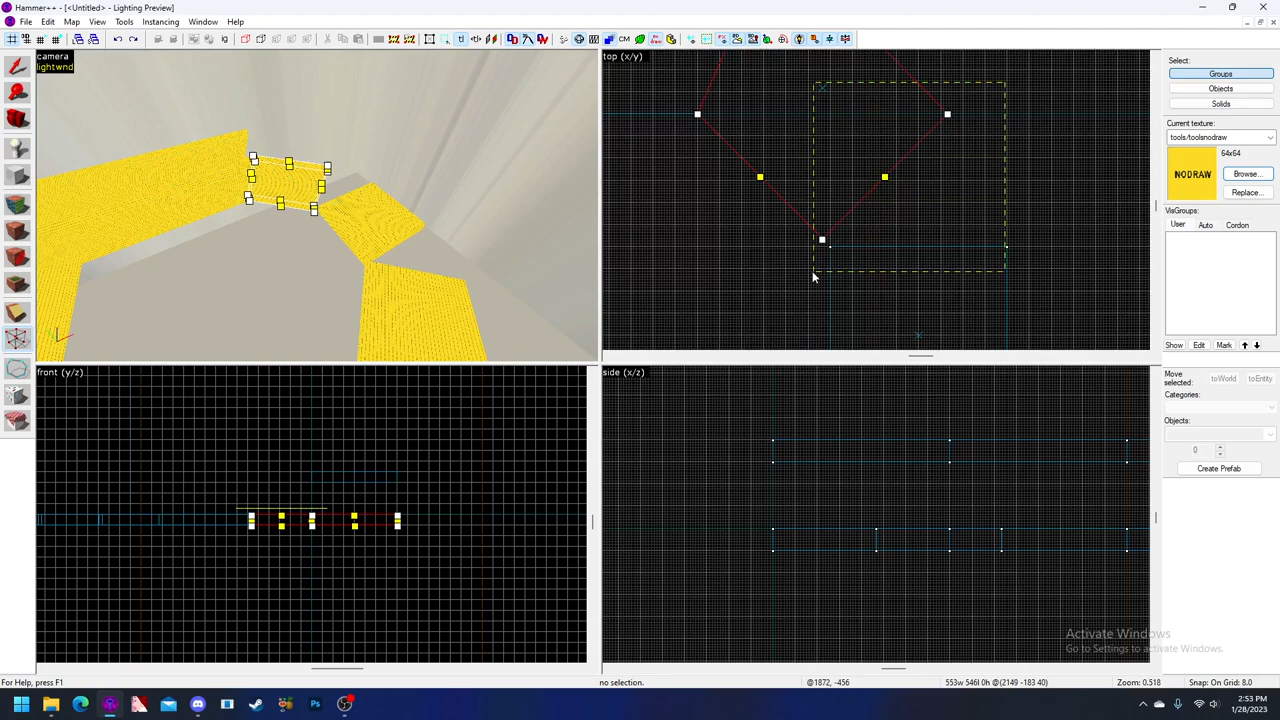 Hammer++ - [<Untitled> - Lighting Preview]
File Edit Map View Tools Instancing Window Help
camera
lightwnd
top (x/y)
front (y/z)
side (x/z)
Select:
Groups
Objects
Solids
Current texture:
tools/toolsnodraw
64x64
NODRAW
Browse...
Replace...
VisGroups:
User Auto Cordon
Show Edit Mark
Move selected:
toWorld toEntity
Categories:
Objects:
0
Create Prefab
Activate Windows
Go to Settings to activate Windows.
For Help, press F1
no selection.
@1872, -456
553w 546l 0h @(2149 -183 40)
Zoom: 0.518
Snap: On Grid: 8.0
2:53 PM
1/28/2023